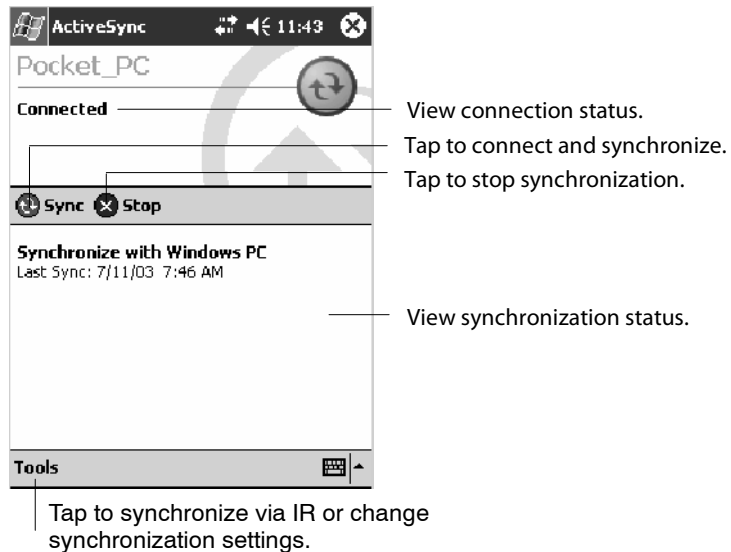 ActiveSync 11:43
Pocket_PC
Connected
View connection status.
Tap to connect and synchronize.
Tap to stop synchronization.
Sync Stop
Synchronize with Windows PC
Last Sync: 7/11/03 7:46 AM
View synchronization status.
Tools
Tap to synchronize via IR or change
synchronization settings.